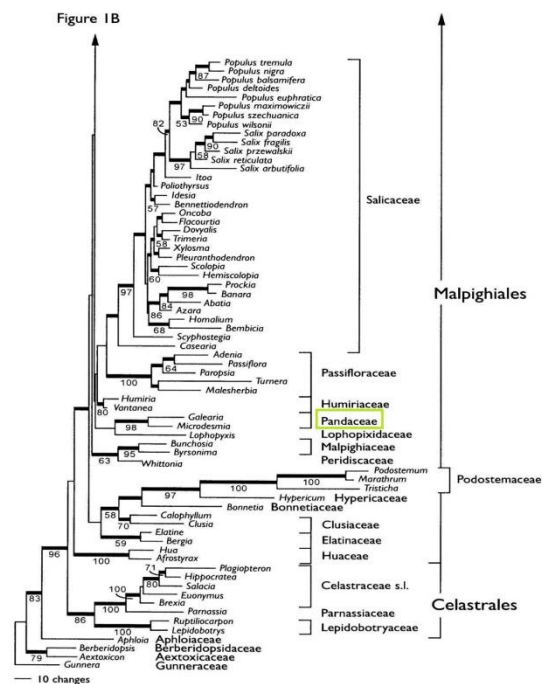 Figure 1B
Populus tremula
Populus nigra
87
Populus balsamifera
Populus deltoides
Populus euphratica
Populus maximowiczii
90
Populus szechuanica
53
Populus wilsonii
82
Salix paradoxa
90
Salix fragilis
58
Salix przewalskii
Salix reticulata
97
Salix arbutifolia
Itoa
Poliothyrsus
Idesia
57
Bennettiodendron
Salicaceae
Oncoba
Flacourtia
Dovyalis
58
Trimeria
Xylosma
Pleuranthodendron
Scolopia
60
Hemiscolopia
Prockia
98
Banara
97
84
Abatia
Malpighiales
86
Azara
Homalium
68
Bembicia
Scyphostegia
Casearia
Adenia
Passiflora
64
Paropsia
Passifloraceae
100
Turnera
Malesherbia
Humiria
Humiriaceae
80
Vantanea
Galearia
Pandaceae
98
Microdesmia
Lophopyxis
Lophopixidaceae
Bunchosia
95
Byrsonima
Malpighiaceae
63
Whittonia
Peridiscaceae
Podostemum
100
Marathrum
Podostemaceae
100
Tristicha
97
Hypericum
Hypericaceae
Bonnetia
Bonnetiaceae
58
Calophyllum
70
Clusia
Clusiaceae
Elatine
59
Bergia
Elatinaceae
Hua
Huaceae
100
Afrostyrax
96
71
Plagiopteron
Hippocratea
80
Salacia
Celastraceae s.l.
100
Euonymus
83
Brexia
Parnassia
Parnassiaceae
Celastrales
86
Ruptiliocarpon
100
Lepidobotrys
Lepidobotryaceae
Aphloia
Aphloiaceae
Berberidopsis
Berberidopsidaceae
79
Aextoxicon
Aextoxicaceae
Gunnera
Gunneraceae
10 changes